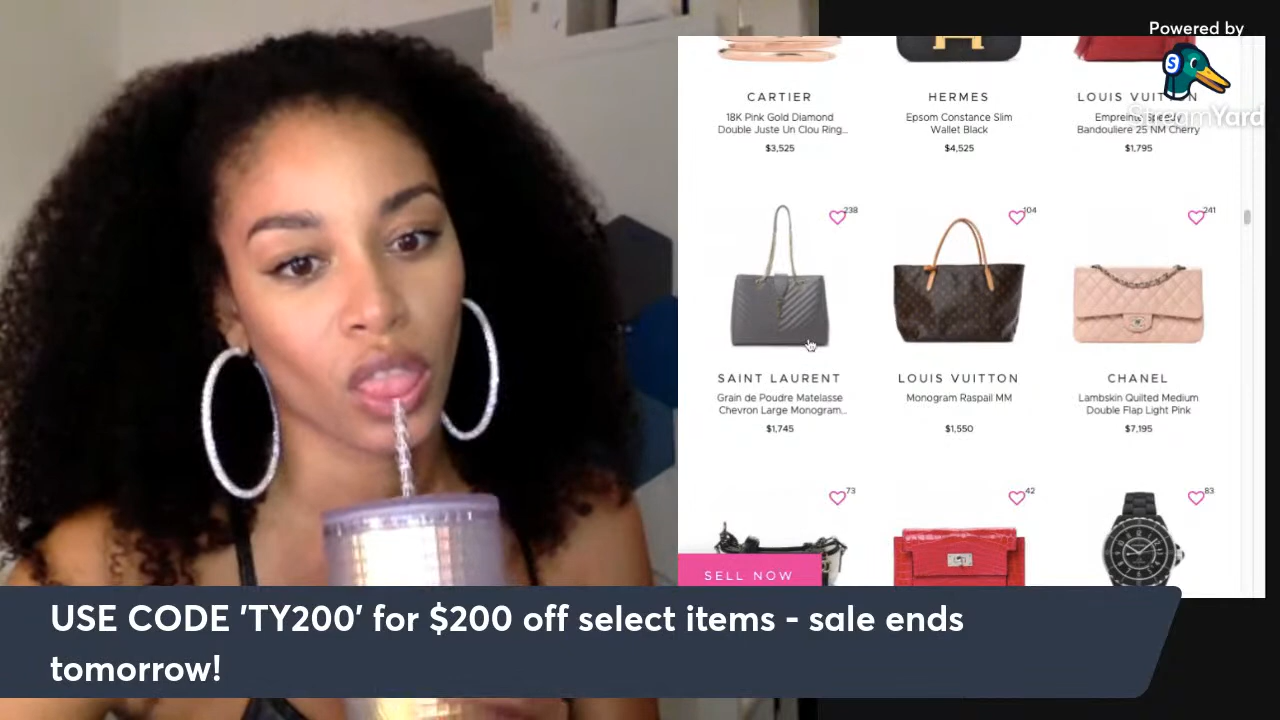 Powered by
StreamYard
CARTIER
18K Pink Gold Diamond
Double Juste Un Clou Ring...
$3,525
HERMES
Epsom Constance Slim
Wallet Black
$4,525
LOUIS VUITTON
Empreinte Speedy
Bandouliere 25 NM Cherry
$1,795
238
104
241
SAINT LAURENT
Grain de Poudre Matelasse
Chevron Large Monogram...
$1,745
LOUIS VUITTON
Monogram Raspail MM
$1,550
CHANEL
Lambskin Quilted Medium
Double Flap Light Pink
$7,195
73
42
83
SELL NOW
USE CODE 'TY200' for $200 off select items - sale ends
tomorrow!